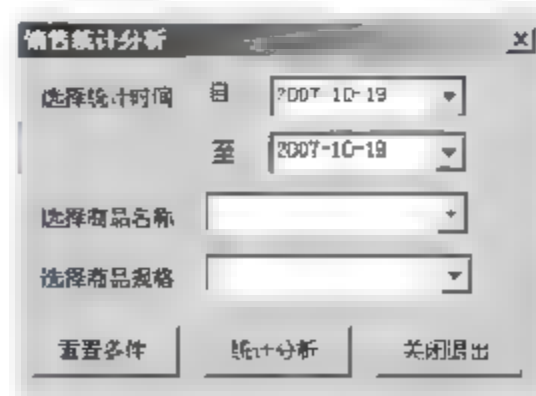 销售统计分析
选择统计时间 自 2007-10-19
至 2007-10-19
选择商品名称
选择商品规格
重置条件 统计分析 关闭退出